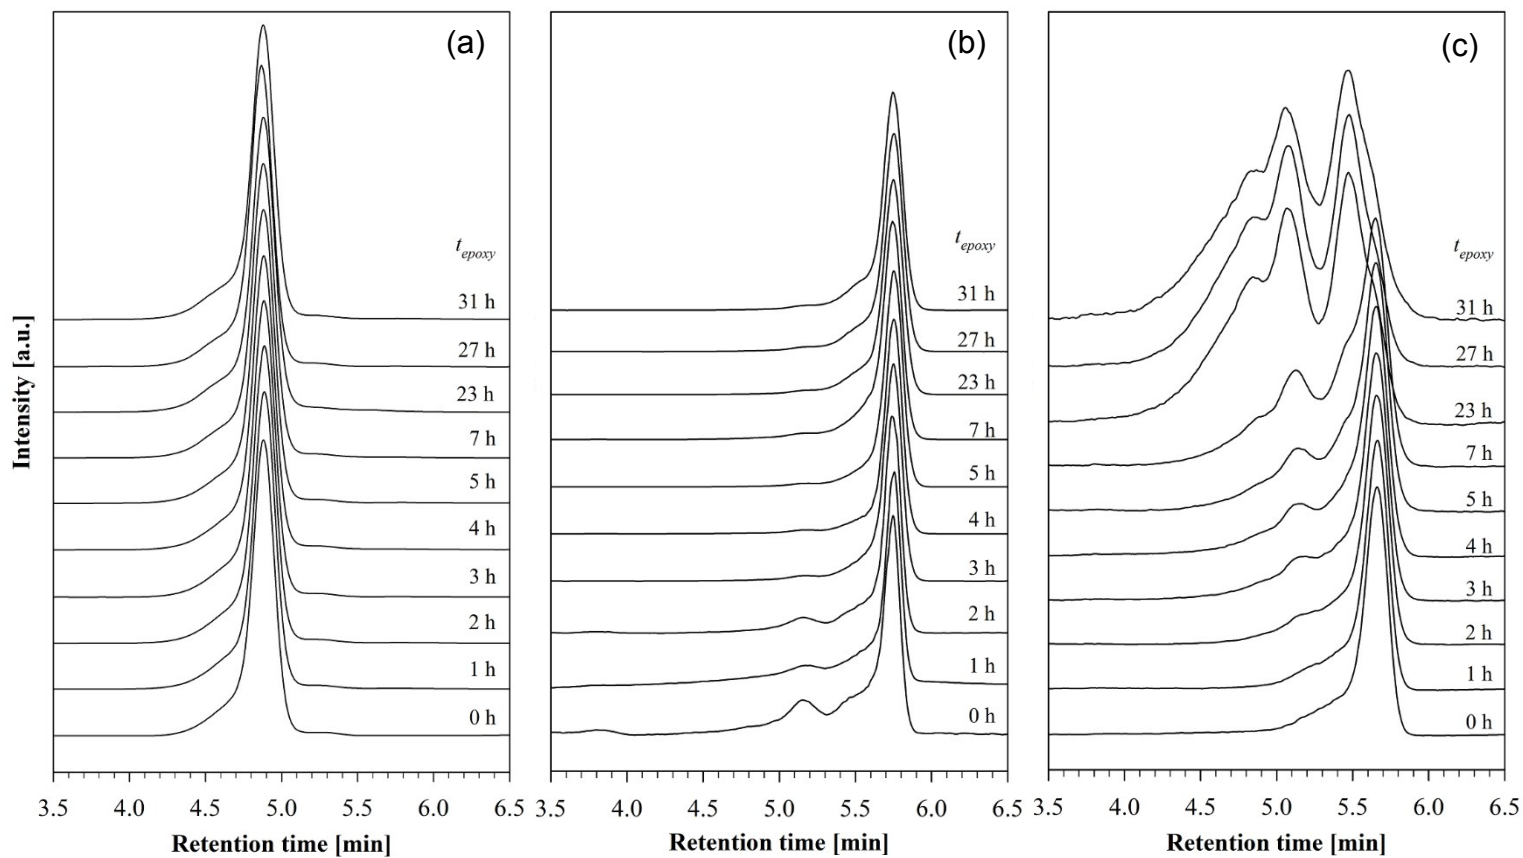 Intensity [a.u.]
(a)
t_epoxy
31 h
27 h
23 h
7 h
5 h
4 h
3 h
2 h
1 h
0 h
3.5 4.0 4.5 5.0 5.5 6.0 6.5
Retention time [min]
(b)
t_epoxy
31 h
27 h
23 h
7 h
5 h
4 h
3 h
2 h
1 h
0 h
3.5 4.0 4.5 5.0 5.5 6.0 6.5
Retention time [min]
(c)
t_epoxy
31 h
27 h
23 h
7 h
5 h
4 h
3 h
2 h
1 h
0 h
3.5 4.0 4.5 5.0 5.5 6.0 6.5
Retention time [min]